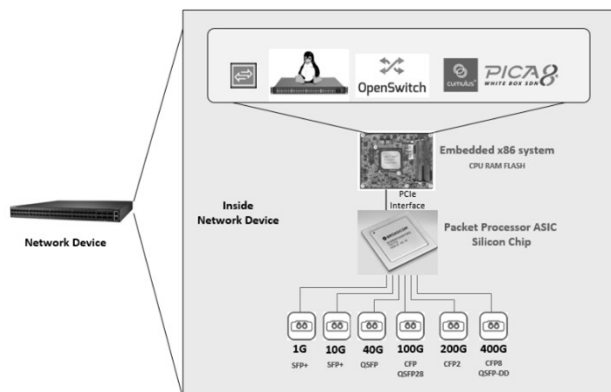 OpenSwitch
cumulus
PICA8
WHITE BOX SDN
Embedded x86 system
CPU RAM FLASH
PCIe
Interface
Inside
Network Device
Network Device
Packet Processor ASIC
Silicon Chip
BROADCOM
1G
10G
40G
100G
200G
400G
SFP+
SFP+
QSFP
CFP
QSFP28
CFP2
CFP8
QSFP-DD